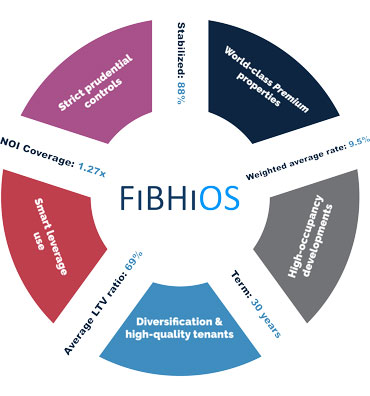 Stabilized: 88%
World-class Premium
properties
Weighted average rate: 9.5%
High-occupancy
developments
Term: 30 years
Diversification &
high-quality tenants
Average LTV ratio: 69%
Smart leverage
use
NOI Coverage: 1.27x
Strict prudential
controls
FiBHiOS